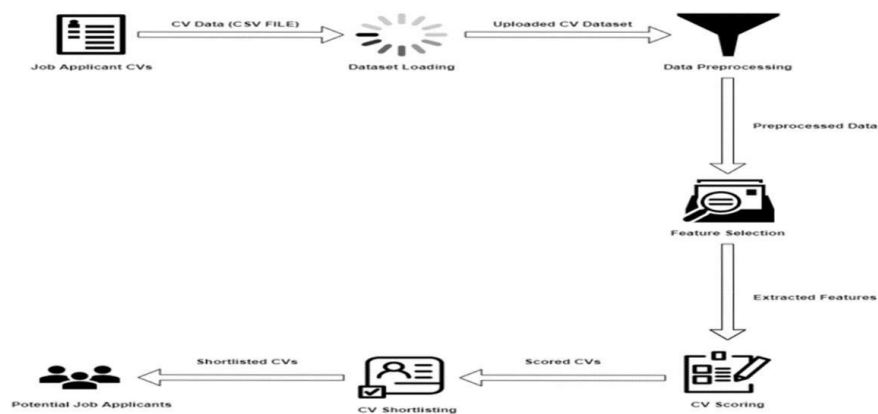 CV Data (CSV FILE)
Uploaded CV Dataset
Job Applicant CVs
Dataset Loading
Data Preprocessing
Preprocessed Data
Feature Selection
Extracted Features
Shortlisted CVs
Scored CVs
Potential Job Applicants
CV Shortlisting
CV Scoring